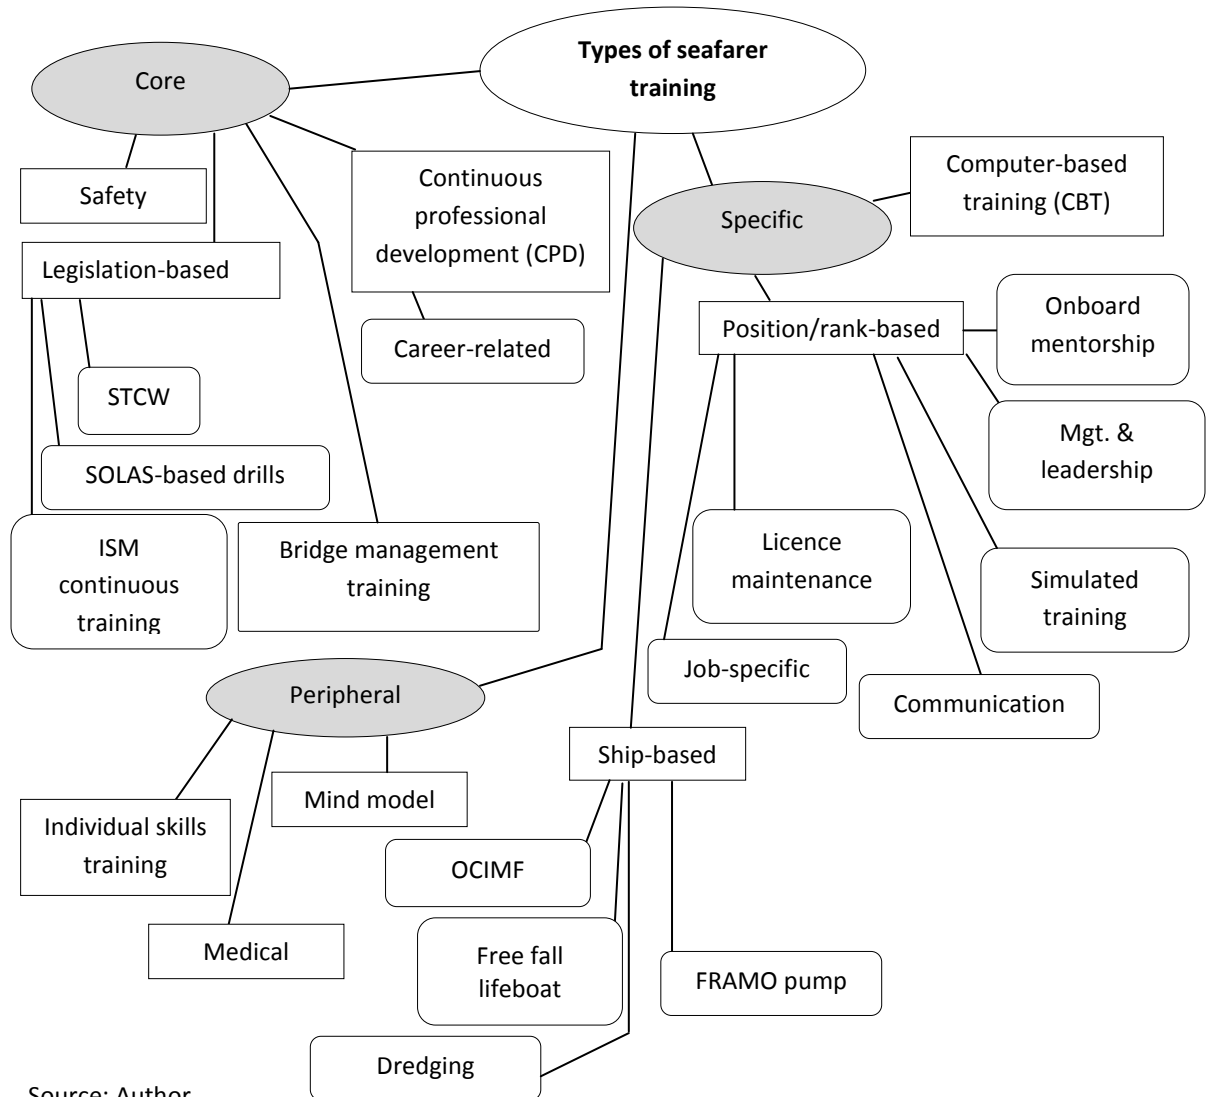 Types of seafarer
training
Core
Safety
Legislation-based
STCW
SOLAS-based drills
ISM
continuous
training
Bridge management
training
Continuous
professional
development (CPD)
Career-related
Specific
Computer-based
training (CBT)
Position/rank-based
Onboard
mentorship
Mgt. &
leadership
Simulated
training
Communication
Licence
maintenance
Job-specific
Ship-based
OCIMF
Free fall
lifeboat
Dredging
FRAMO pump
Peripheral
Mind model
Individual skills
training
Medical
Source: Author